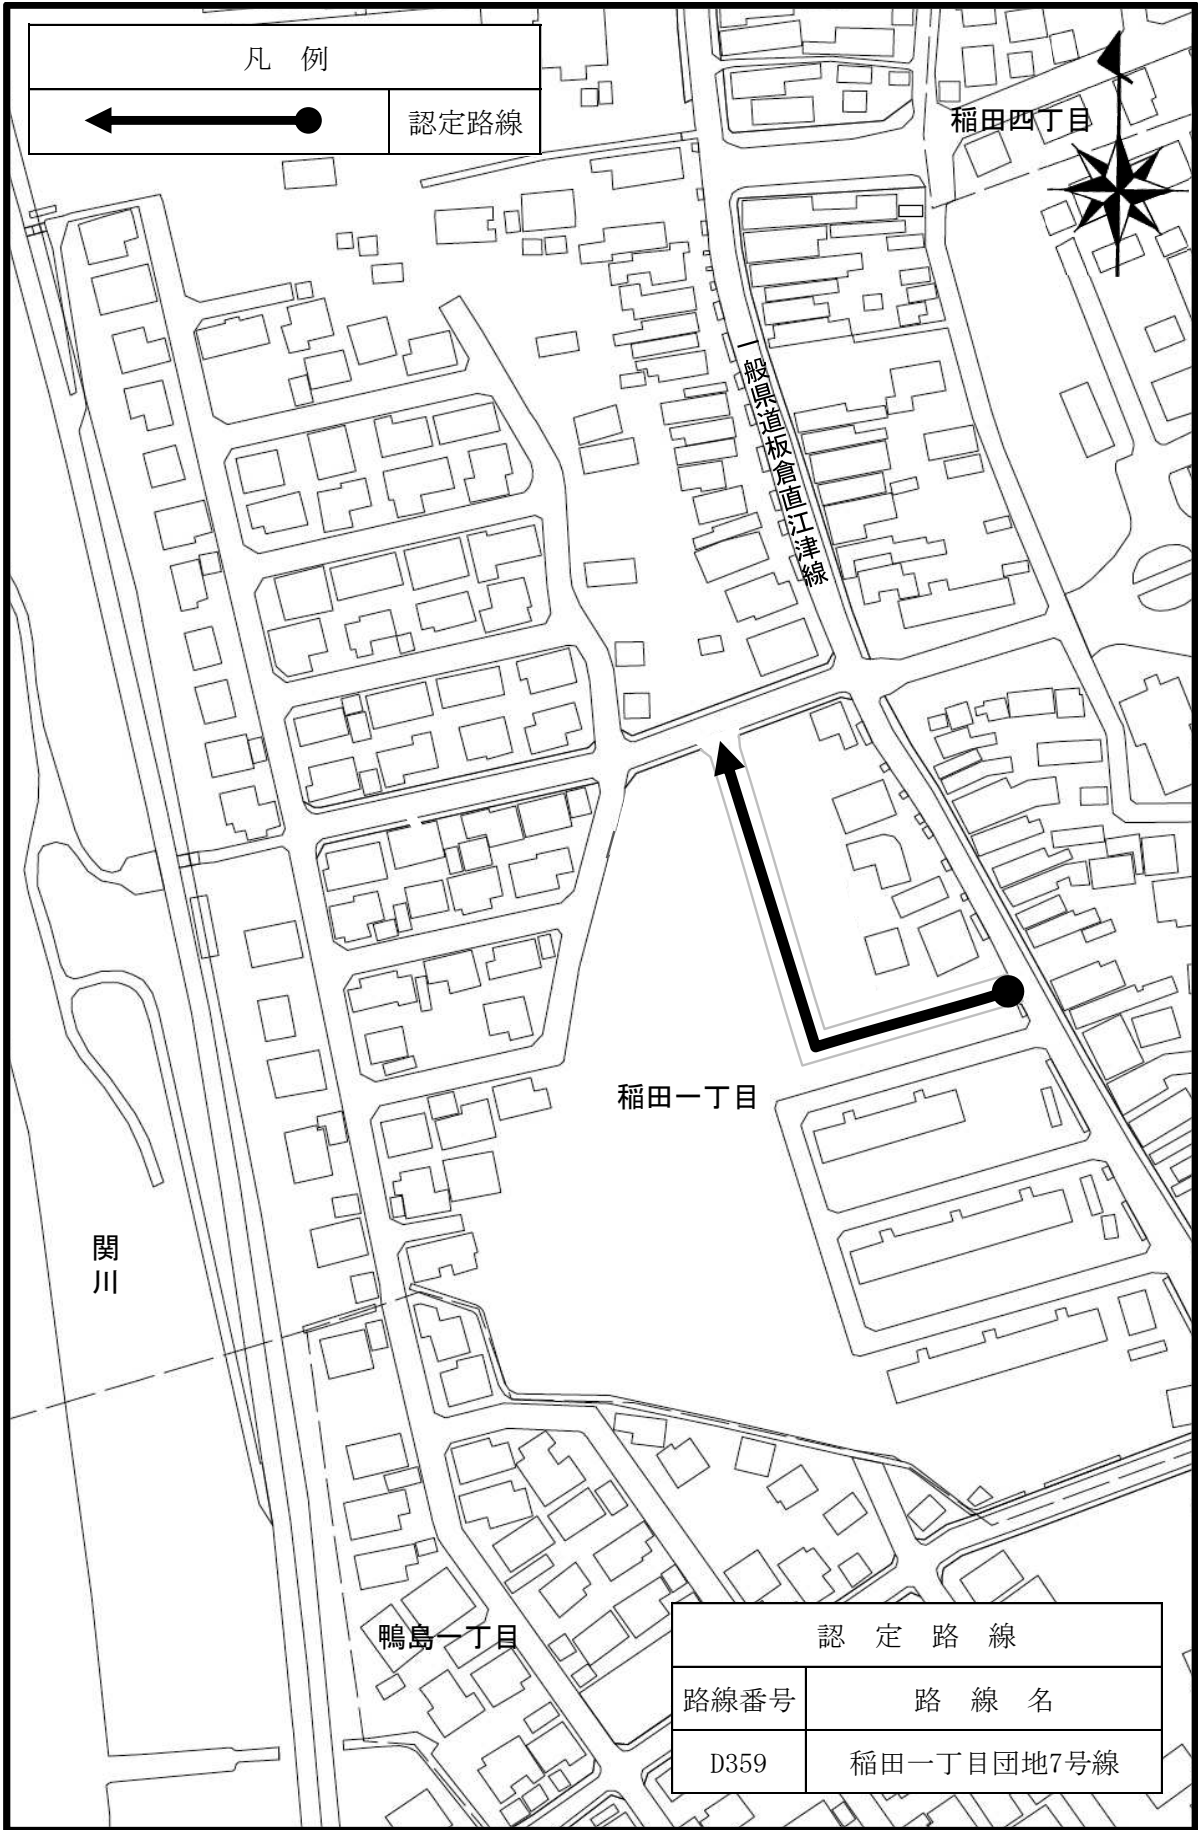 凡　例
認定路線
稲田四丁目
一般県道板倉直江津線
稲田一丁目
関川
鴨島一丁目
認　定　路　線
路線番号
路　線　名
D359
稲田一丁目団地7号線